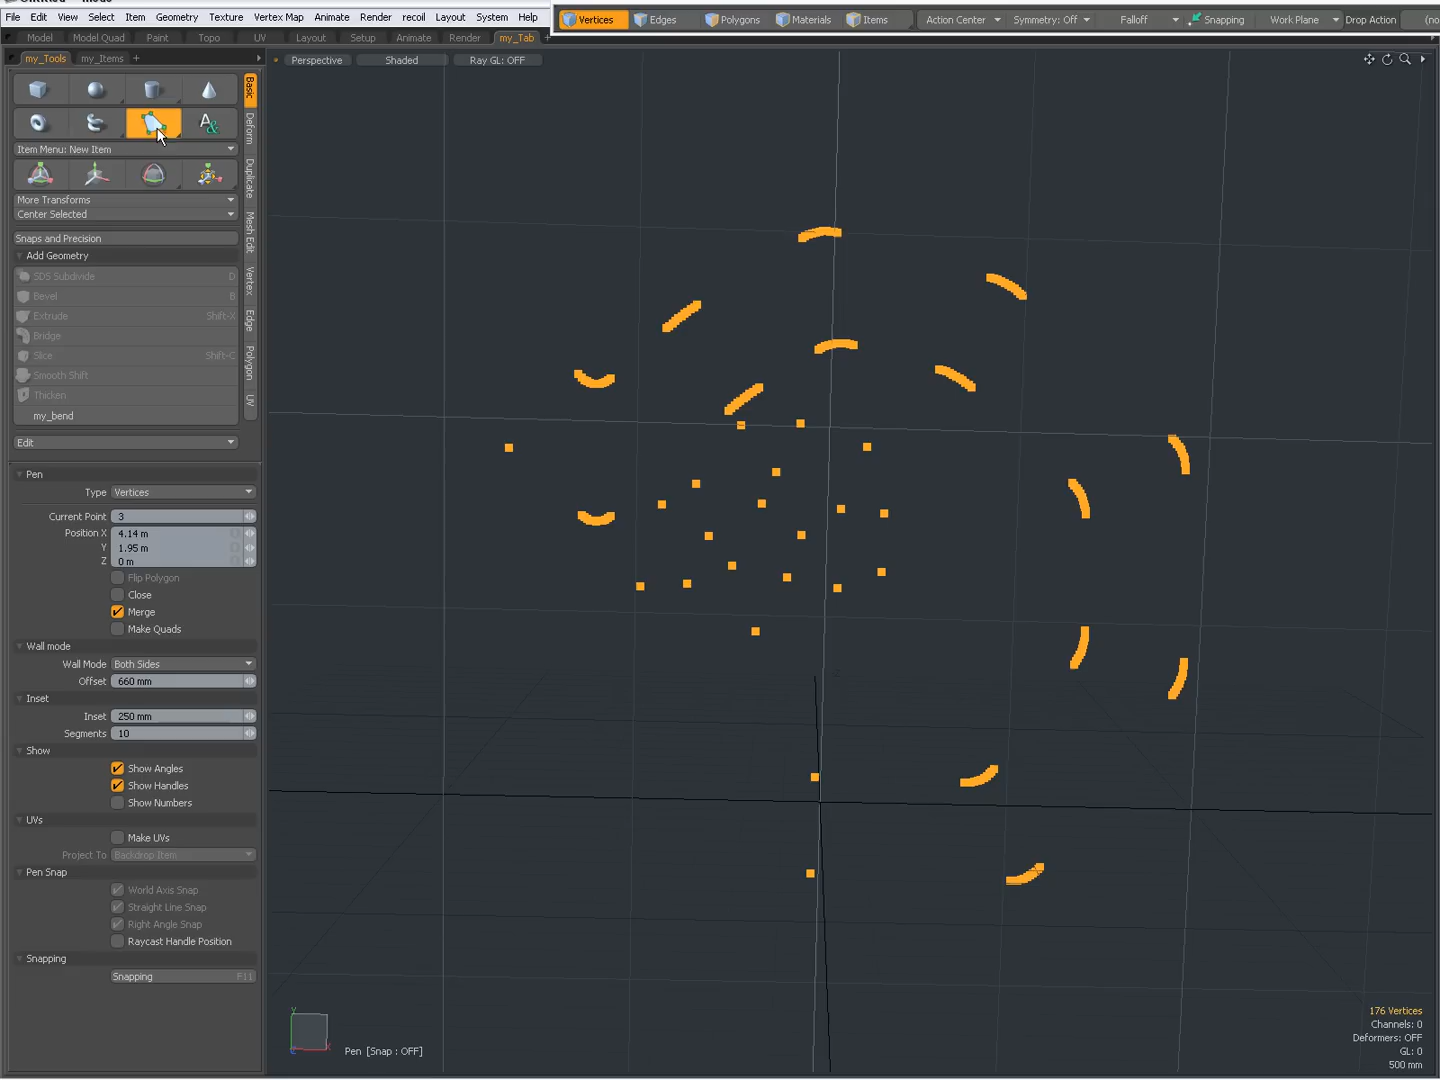 File Edit View Select Item Geometry Texture Vertex Map Animate Render recoil Layout System Help
Vertices Edges Polygons Materials Items Action Center Symmetry: Off Falloff Snapping Work Plane Drop Action (no
Model Model Quad Paint Topo UV Layout Setup Animate Render my_Tab +
my_Tools my_Items +
Perspective Shaded Ray GL: OFF
Basic
Deform
Duplicate
Mesh Edit
Vertex
Edge
Polygon
UV
Item Menu: New Item
More Transforms
Center Selected
Snaps and Precision
Add Geometry
SDS Subdivide D
Bevel B
Extrude Shift-X
Bridge
Slice Shift-C
Smooth Shift
Thicken
my_bend
Edit
Pen
Type Vertices
Current Point 3
Position X 4.14 m
Y 1.95 m
Z 0 m
Flip Polygon
Close
Merge
Make Quads
Wall mode
Wall Mode Both Sides
Offset 660 mm
Inset
Inset 250 mm
Segments 10
Show
Show Angles
Show Handles
Show Numbers
UVs
Make UVs
Project To Backdrop Item
Pen Snap
World Axis Snap
Straight Line Snap
Right Angle Snap
Raycast Handle Position
Snapping
Snapping F11
Pen [Snap : OFF]
176 Vertices
Channels: 0
Deformers: OFF
GL: 0
500 mm